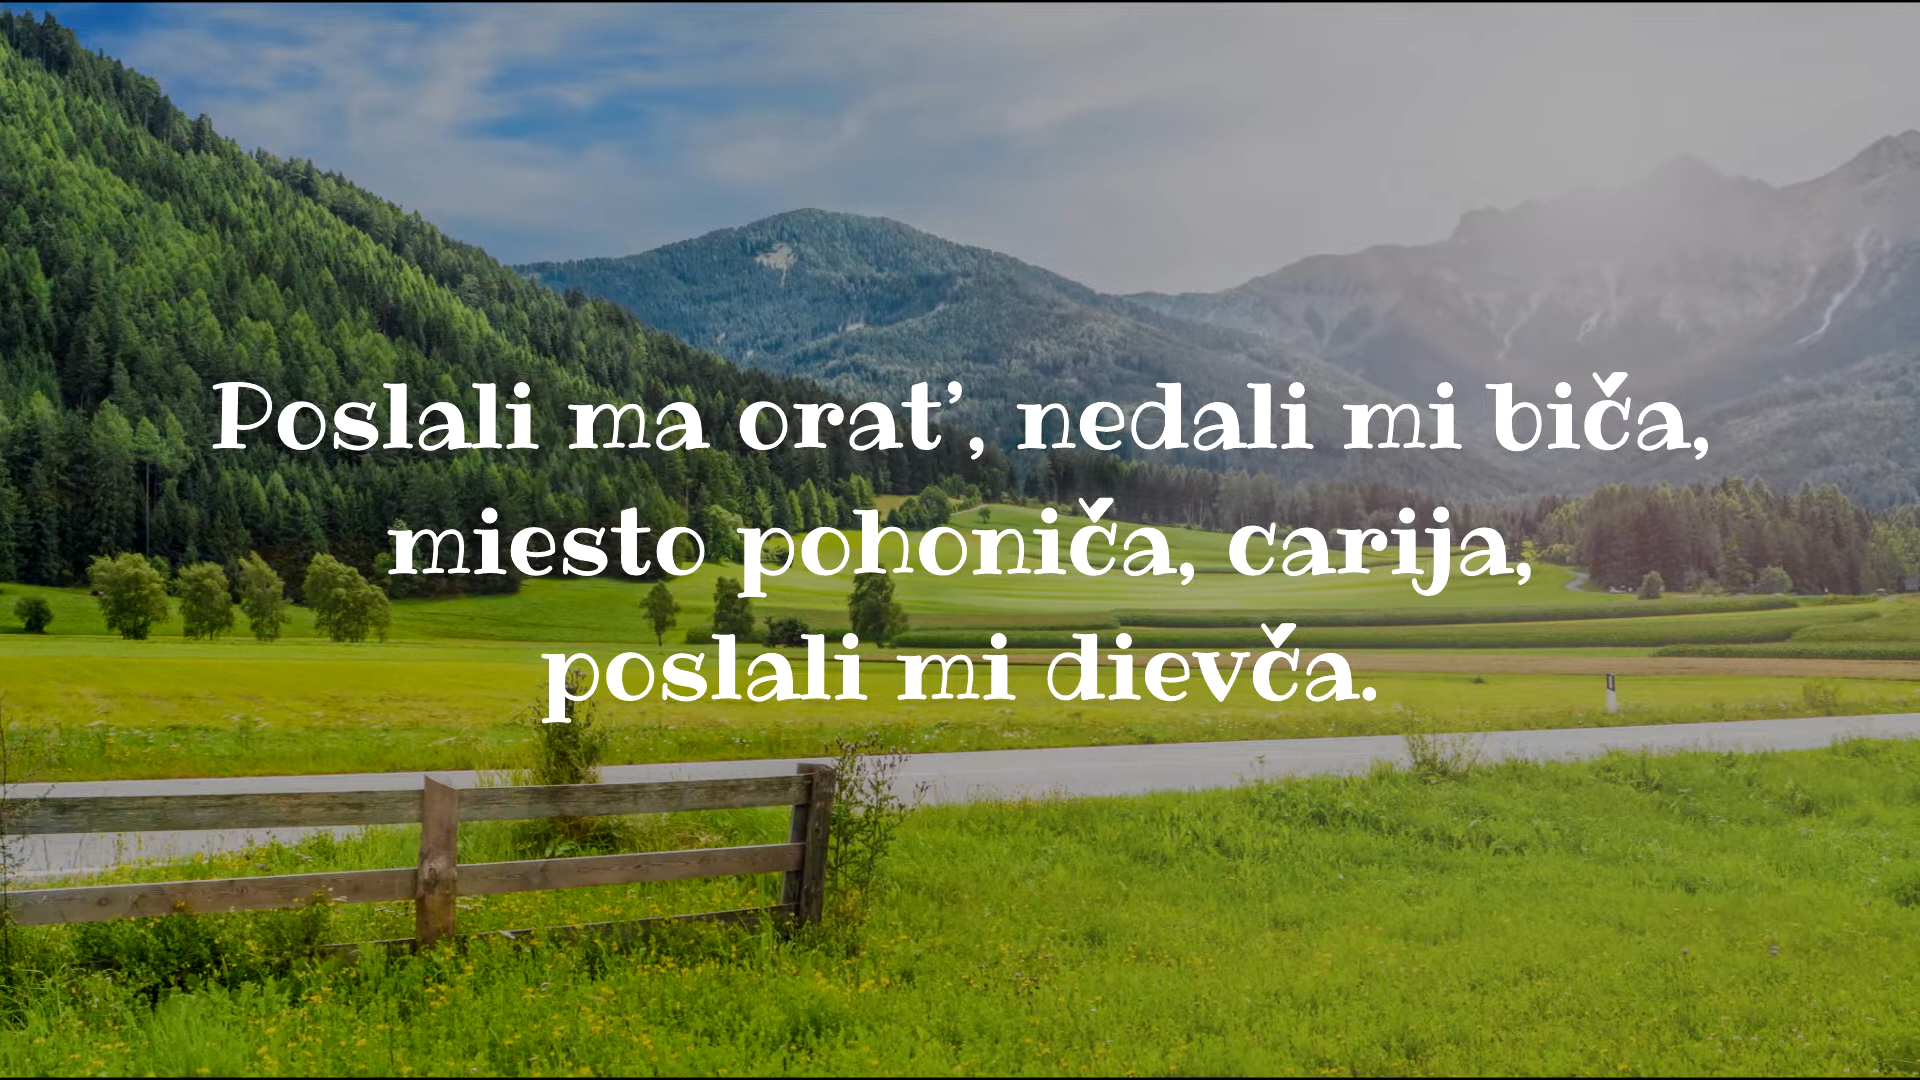 Poslali ma orať, nedali mi biča,
miesto pohoniča, carija,
poslali mi dievča.